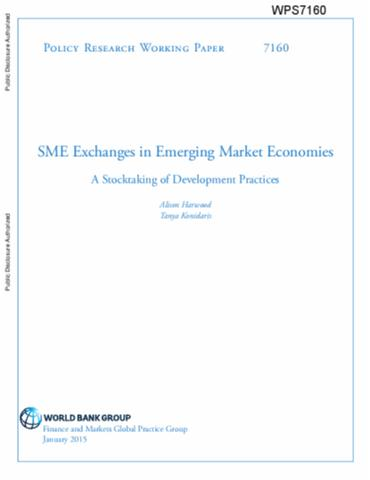 WPS7160
Public Disclosure Authorized
Public Disclosure Authorized
POLICY RESEARCH WORKING PAPER 7160
SME Exchanges in Emerging Market Economies
A Stocktaking of Development Practices
Alison Harwood
Tanya Konidaris
WORLD BANK GROUP
Finance and Markets Global Practice Group
January 2015